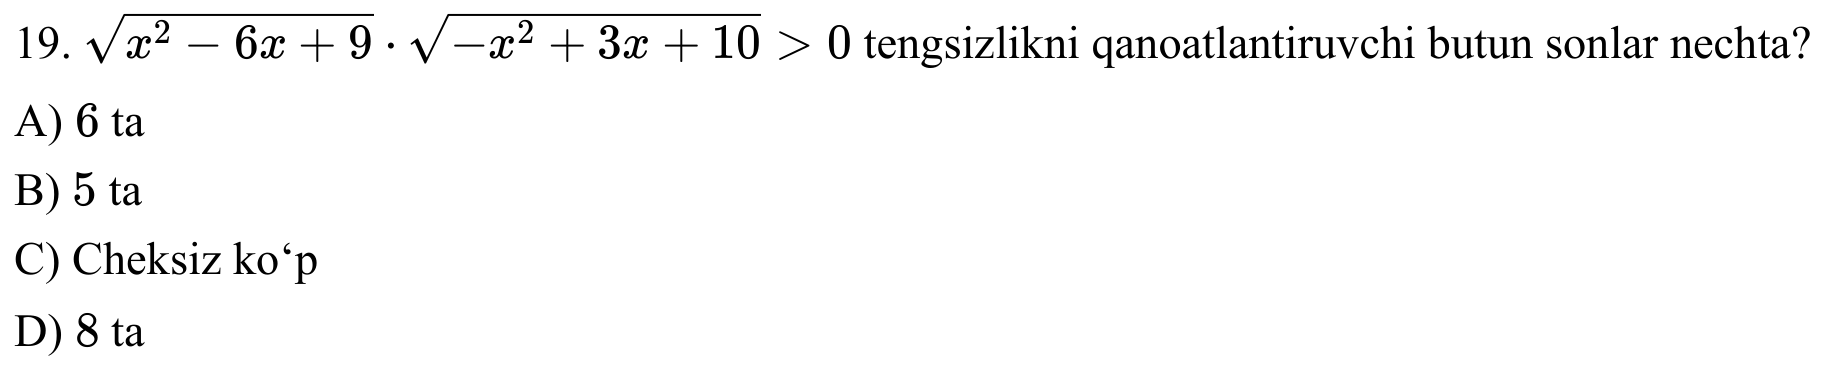 19. √(x² − 6x + 9) · √(−x² + 3x + 10) > 0 tengsizlikni qanoatlantiruvchi butun sonlar nechta?
A) 6 ta
B) 5 ta
C) Cheksiz ko‘p
D) 8 ta